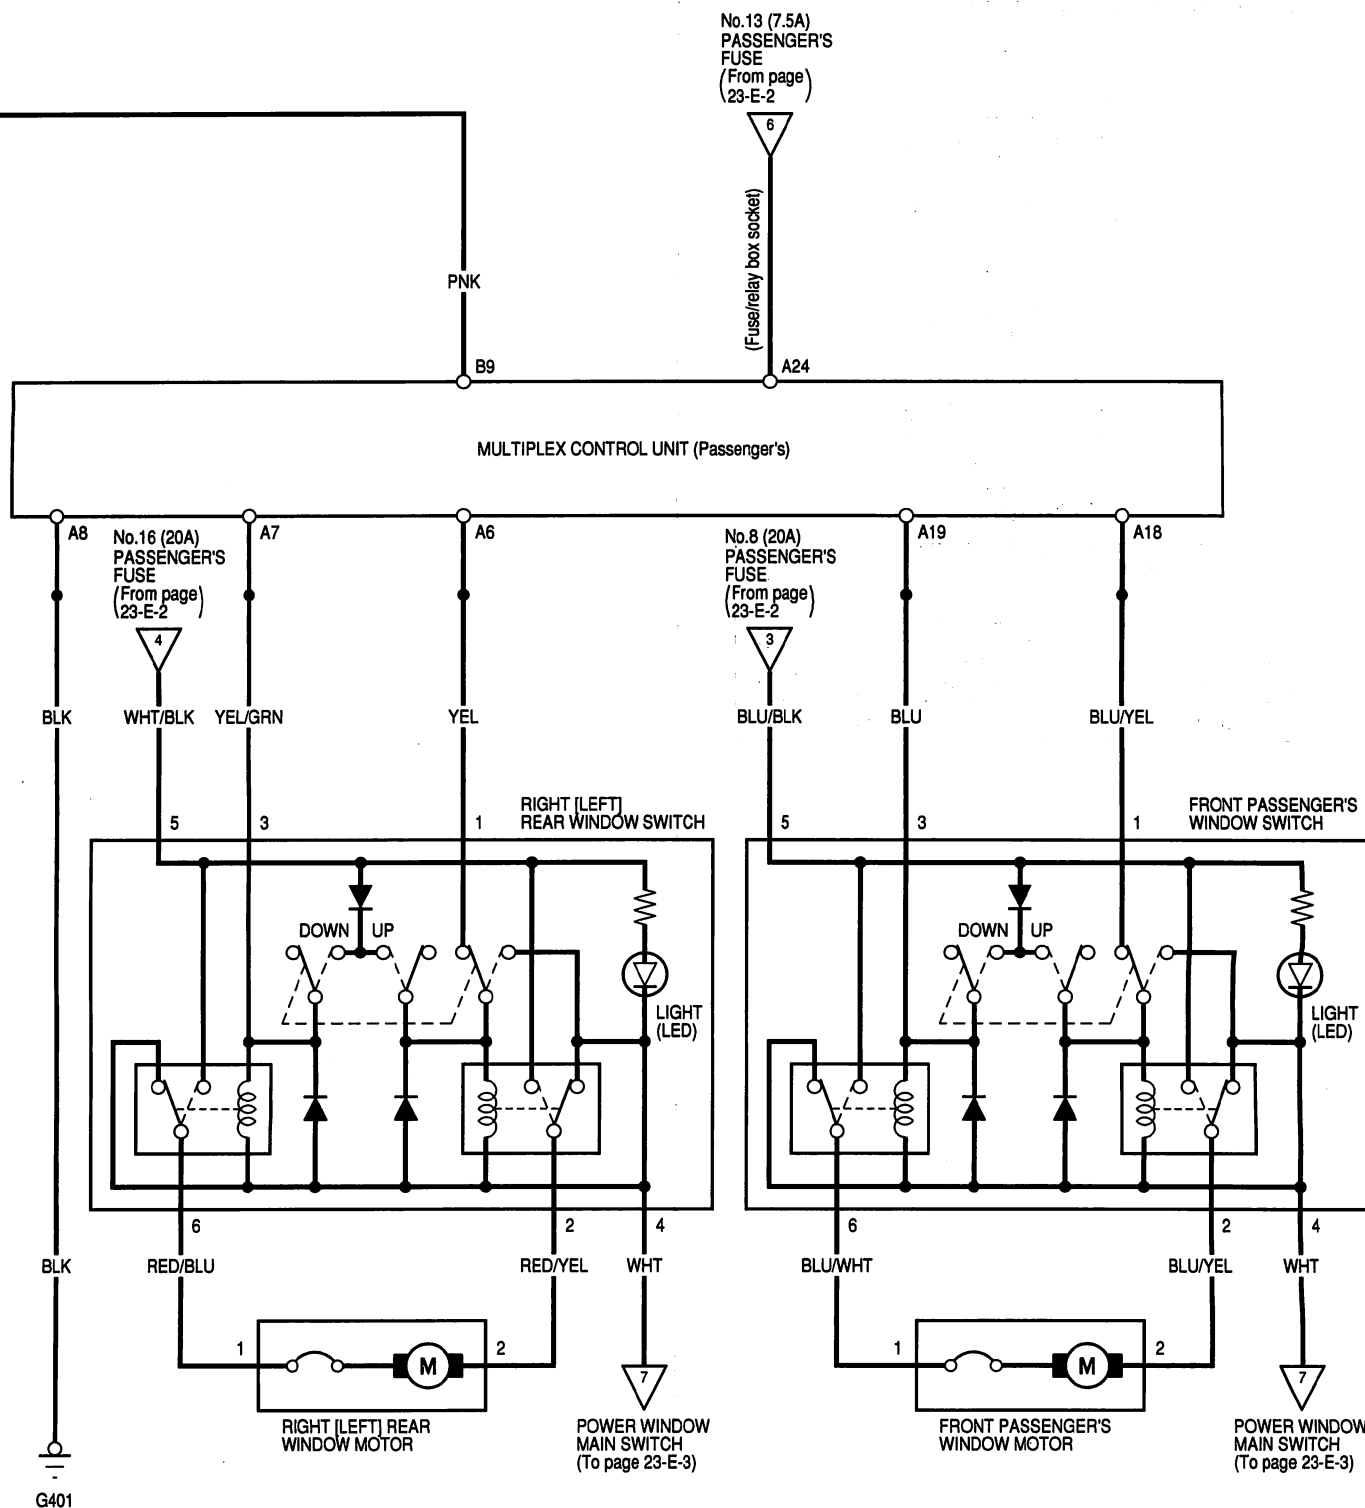 No.13 (7.5A)
PASSENGER'S
FUSE
(From page
23-E-2)
6
(Fuse/relay box socket)
PNK
B9
A24
MULTIPLEX CONTROL UNIT (Passenger's)
A8
A7
A6
A19
A18
No.16 (20A)
PASSENGER'S
FUSE
(From page
23-E-2)
4
No.8 (20A)
PASSENGER'S
FUSE
(From page
23-E-2)
3
BLK
WHT/BLK
YEL/GRN
YEL
BLU/BLK
BLU
BLU/YEL
RIGHT [LEFT]
REAR WINDOW SWITCH
5
3
1
FRONT PASSENGER'S
WINDOW SWITCH
5
3
1
DOWN
UP
LIGHT
(LED)
DOWN
UP
LIGHT
(LED)
6
2
4
6
2
4
BLK
RED/BLU
RED/YEL
WHT
BLU/WHT
BLU/YEL
WHT
1
M
2
7
1
M
2
7
RIGHT [LEFT] REAR
WINDOW MOTOR
POWER WINDOW
MAIN SWITCH
(To page 23-E-3)
FRONT PASSENGER'S
WINDOW MOTOR
POWER WINDOW
MAIN SWITCH
(To page 23-E-3)
G401